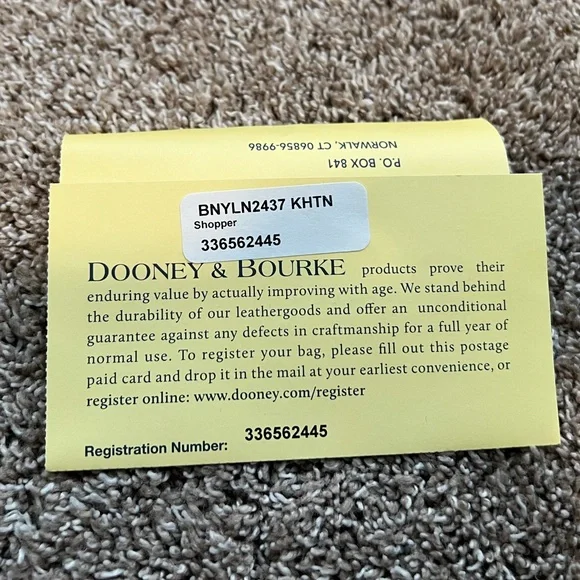 NORWALK, CT 06856-9986
P.O. BOX 841
BNYLN2437 KHTN
Shopper
336562445
DOONEY & BOURKE products prove their
enduring value by actually improving with age. We stand behind
the durability of our leathergoods and offer an unconditional
guarantee against any defects in craftmanship for a full year of
normal use. To register your bag, please fill out this postage
paid card and drop it in the mail at your earliest convenience, or
register online: www.dooney.com/register
Registration Number: 336562445